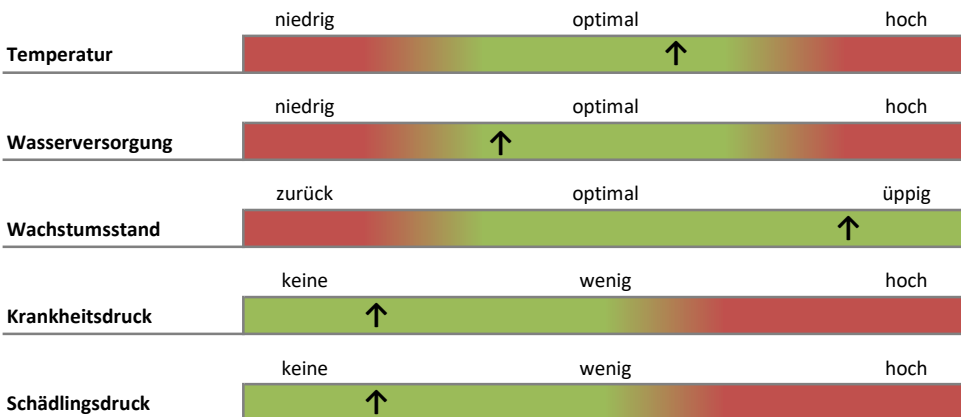 niedrig optimal hoch
Temperatur
niedrig optimal hoch
Wasserversorgung
zurück optimal üppig
Wachstumsstand
keine wenig hoch
Krankheitsdruck
keine wenig hoch
Schädlingsdruck